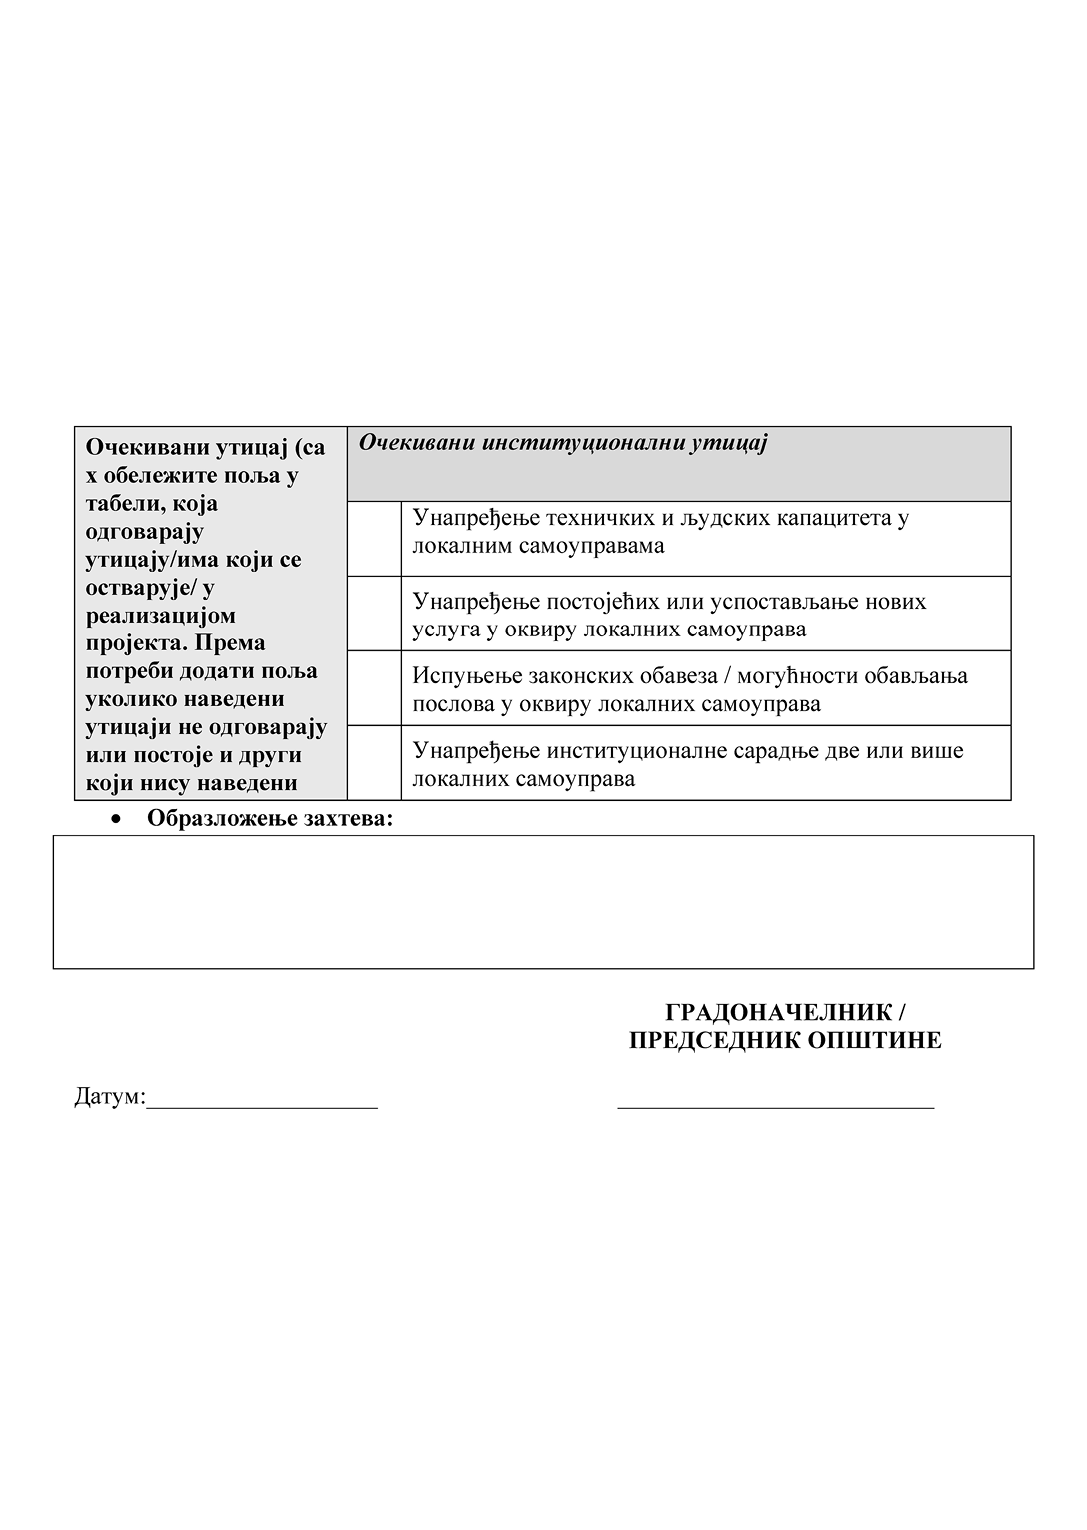 Очекивани утицај (са
х обележите поља у
табели, која
одговарају
утицају/има који се
остварује/ у
реализацијом
пројекта. Према
потреби додати поља
уколико наведени
утицаји не одговарају
или постоје и други
који нису наведени
Очекивани институционални утицај
Унапређење техничких и људских капацитета у
локалним самоуправама
Унапређење постојећих или успостављање нових
услуга у оквиру локалних самоуправа
Испуњење законских обавеза / могућности обављања
послова у оквиру локалних самоуправа
Унапређење институционалне сарадње две или више
локалних самоуправа
• Образложење захтева:
ГРАДОНАЧЕЛНИК /
ПРЕДСЕДНИК ОПШТИНЕ
Датум:___________________ __________________________